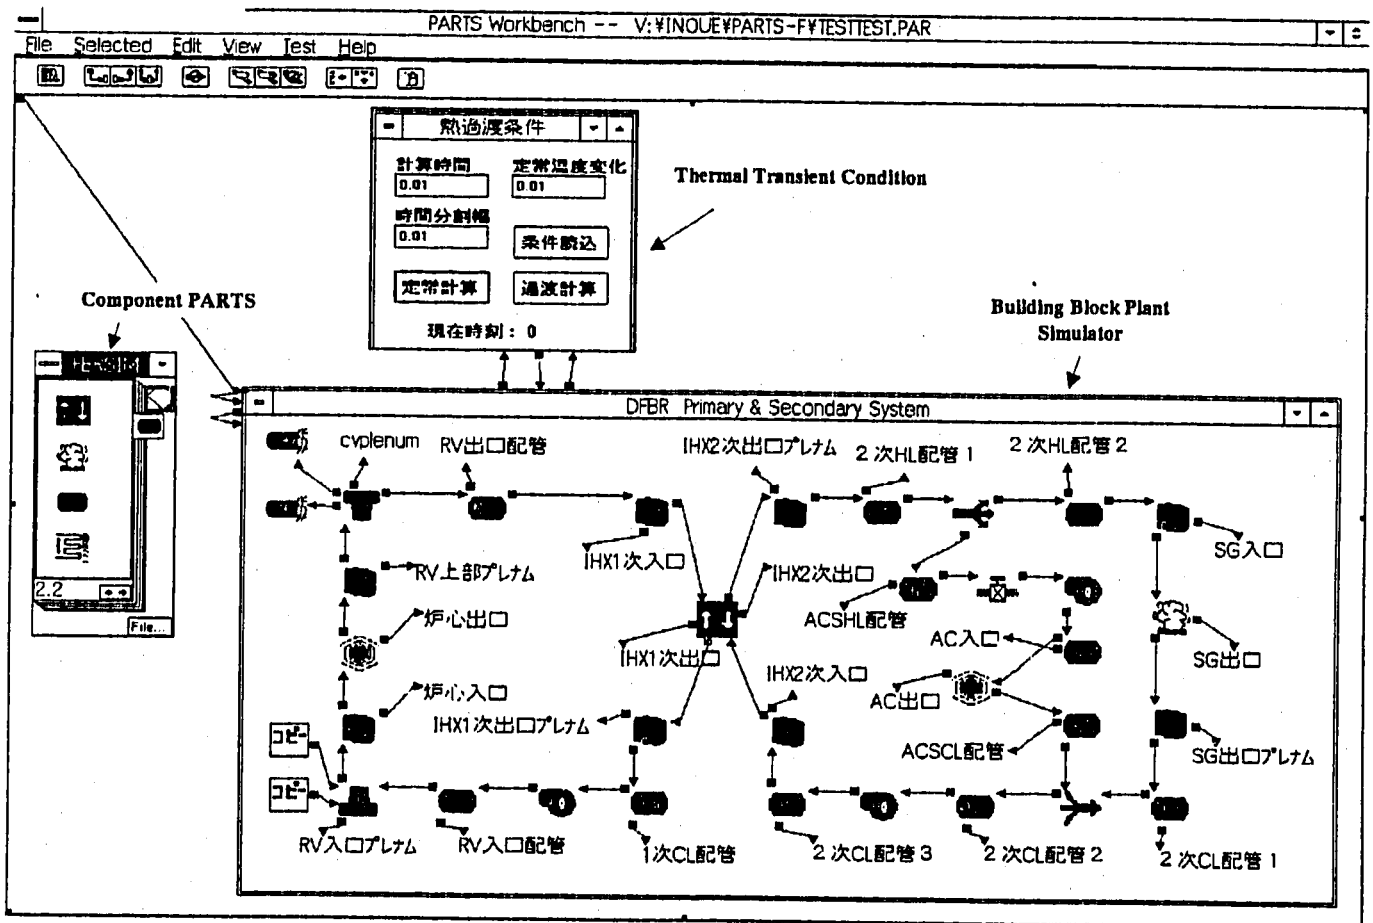 PARTS Workbench -- V:¥INOUE¥PARTS-F¥TESTTEST.PAR
File Selected Edit View Test Help
熱過渡条件
計算時間 定常温度変化
0.01 0.01
時間分割幅
0.01 条件読込
定常計算 過渡計算
現在時刻: 0
Thermal Transient Condition
Component PARTS
Building Block Plant
Simulator
2.2
File...
DFBR Primary & Secondary System
cvplenum RV出口配管 IHX2次出口プレナム 2次HL配管1 2次HL配管2
IHX1次入口 SG入口
RV上部プレナム IHX2次出口
炉心出口 ACSHL配管 AC入口
IHX1次出口 SG出口
炉心入口 IHX2次入口 AC出口
IHX1次出口プレナム ACSCL配管 SG出口プレナム
コピー
コピー
RV入口プレナム RV入口配管 1次CL配管 2次CL配管3 2次CL配管2 2次CL配管1